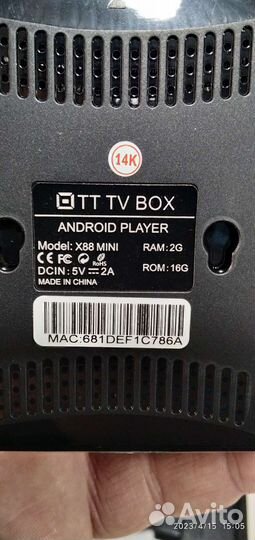 14K
OTT TV BOX
ANDROID PLAYER
Model: X88 MINI RAM: 2G
CE FC RoHS
DCIN: 5V⎓2A ROM: 16G
MADE IN CHINA
MAC:681DEF1C786A
Avito
2023/4/15 15:05